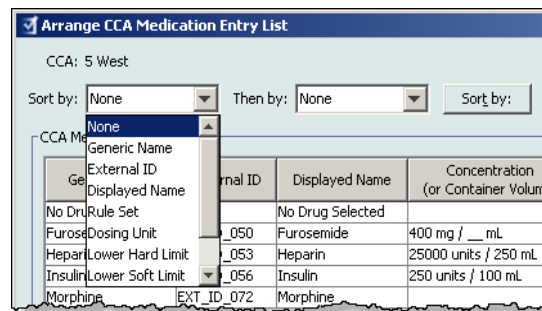 Arrange CCA Medication Entry List
CCA: 5 West
Sort by: None Then by: None Sort by:
None
Generic Name
External ID
Displayed Name
Rule Set
Dosing Unit
Lower Hard Limit
Lower Soft Limit
CCA Me
Ge rnal ID Displayed Name Concentration
(or Container Volum
No Dru No Drug Selected
Furose D_050 Furosemide 400 mg / __ mL
Hepari D_053 Heparin 25000 units / 250 mL
Insulin D_056 Insulin 250 units / 100 mL
Morphine EXT_ID_072 Morphine